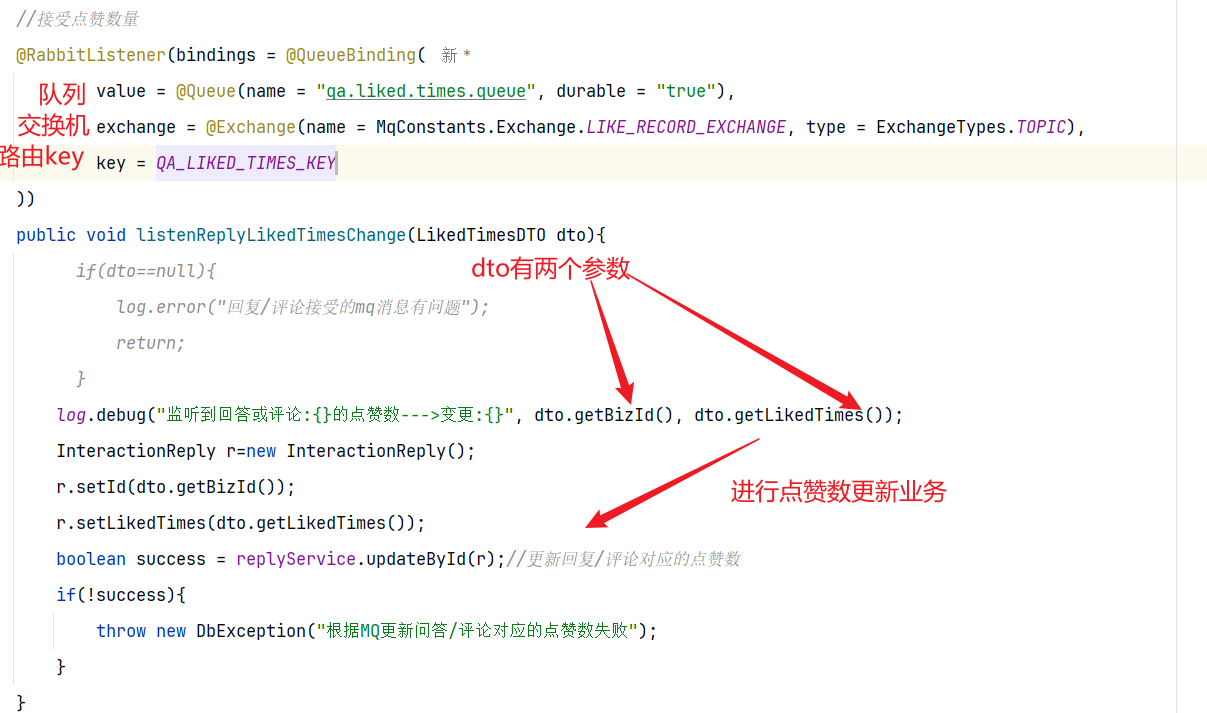 //接受点赞数量
@RabbitListener(bindings = @QueueBinding( 新 *
队列 value = @Queue(name = "qa.liked.times.queue", durable = "true"),
交换机 exchange = @Exchange(name = MqConstants.Exchange.LIKE_RECORD_EXCHANGE, type = ExchangeTypes.TOPIC),
路由key key = QA_LIKED_TIMES_KEY
))
public void listenReplyLikedTimesChange(LikedTimesDTO dto){
if(dto==null){
dto有两个参数
log.error("回复/评论接受的mq消息有问题");
return;
}
log.debug("监听到回答或评论:{}的点赞数--->变更:{}", dto.getBizId(), dto.getLikedTimes());
InteractionReply r=new InteractionReply();
r.setId(dto.getBizId());
进行点赞数更新业务
r.setLikedTimes(dto.getLikedTimes());
boolean success = replyService.updateById(r);//更新回复/评论对应的点赞数
if(!success){
throw new DbException("根据MQ更新问答/评论对应的点赞数失败");
}
}